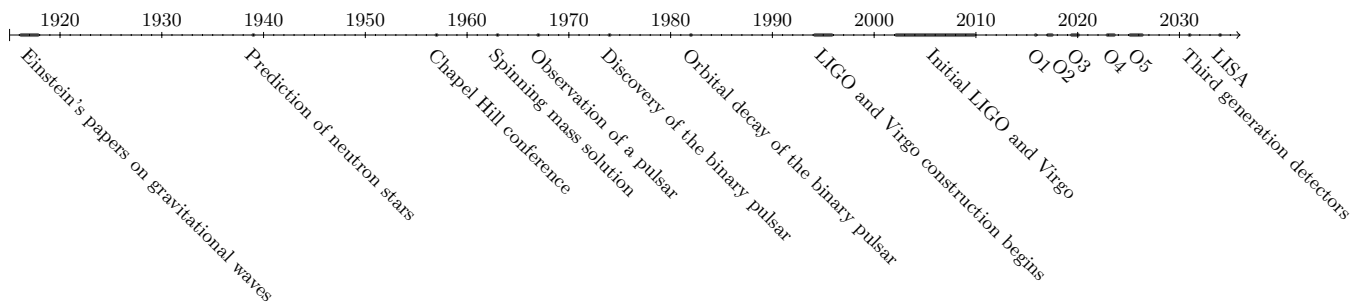 1920
1930
1940
1950
1960
1970
1980
1990
2000
2010
2020
2030
Einstein's papers on gravitational waves
Prediction of neutron stars
Chapel Hill conference
Spinning mass solution
Observation of a pulsar
Discovery of the binary pulsar
Orbital decay of the binary pulsar
LIGO and Virgo construction begins
Initial LIGO and Virgo
O1
O2
O3
O4
O5
Third generation detectors
LISA